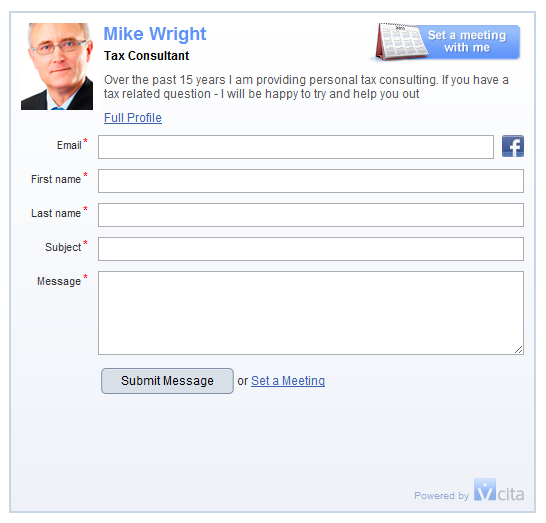 Mike Wright
Tax Consultant
Set a meeting
with me
Over the past 15 years I am providing personal tax consulting. If you have a
tax related question - I will be happy to try and help you out
Full Profile
Email*
First name*
Last name*
Subject*
Message*
Submit Message or Set a Meeting
Powered by vcita